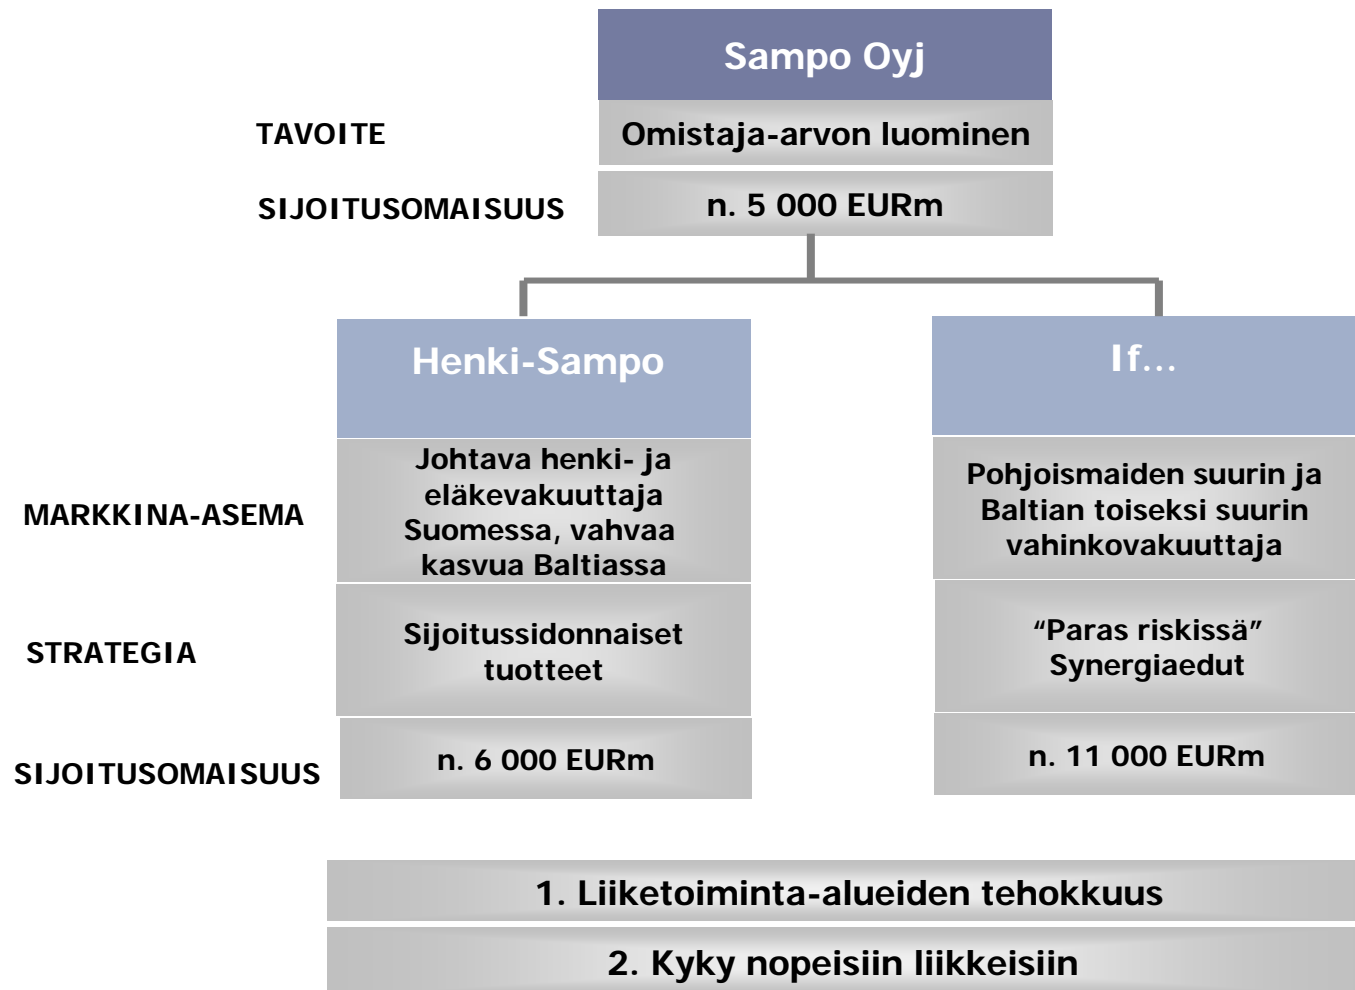 Sampo Oyj
TAVOITE
Omistaja-arvon luominen
SIJOITUSOMAISUUS
n. 5 000 EURm
Henki-Sampo
If...
MARKKINA-ASEMA
Johtava henki- ja
eläkevakuuttaja
Suomessa, vahvaa
kasvua Baltiassa
Pohjoismaiden suurin ja
Baltian toiseksi suurin
vahinkovakuuttaja
STRATEGIA
Sijoitussidonnaiset
tuotteet
“Paras riskissä”
Synergiaedut
SIJOITUSOMAISUUS
n. 6 000 EURm
n. 11 000 EURm
1. Liiketoiminta-alueiden tehokkuus
2. Kyky nopeisiin liikkeisiin